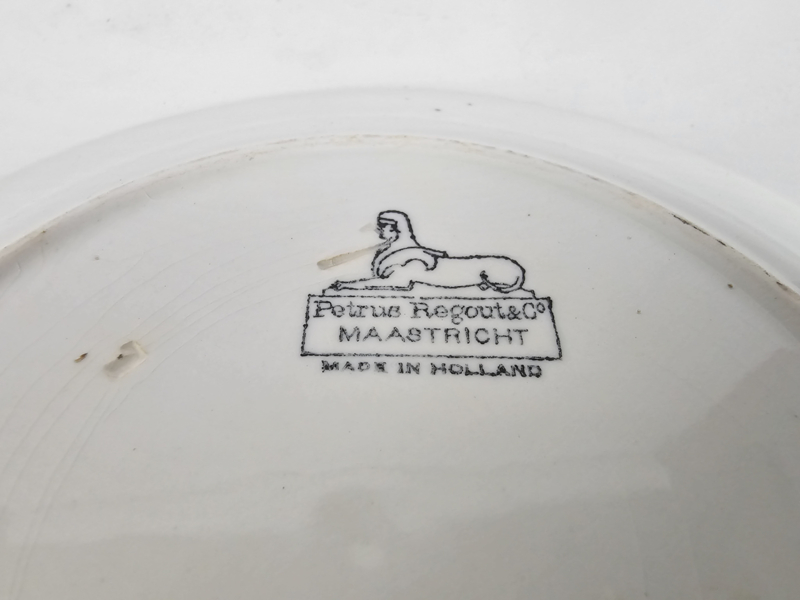 Petrus Regout & Co
MAASTRICHT
MADE IN HOLLAND